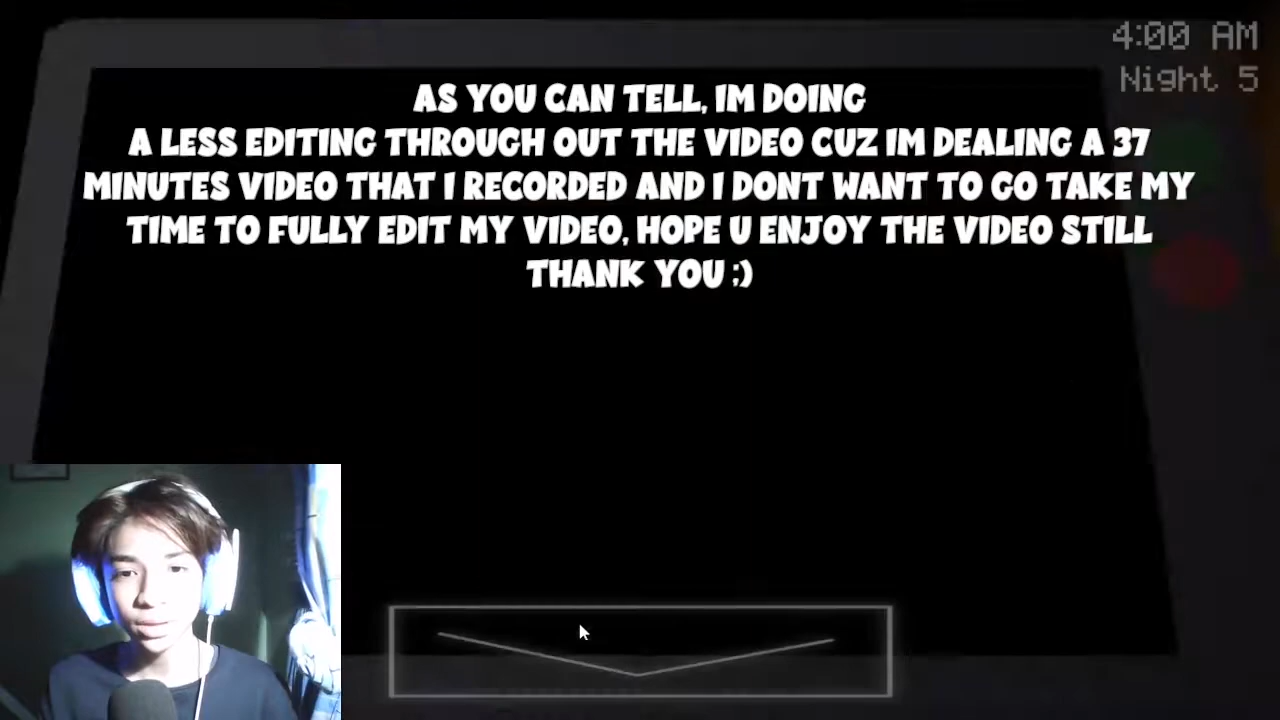 4:00 AM
Night 5
AS YOU CAN TELL, IM DOING
A LESS EDITING THROUGH OUT THE VIDEO CUZ IM DEALING A 37
MINUTES VIDEO THAT I RECORDED AND I DONT WANT TO GO TAKE MY
TIME TO FULLY EDIT MY VIDEO, HOPE U ENJOY THE VIDEO STILL
THANK YOU ;)